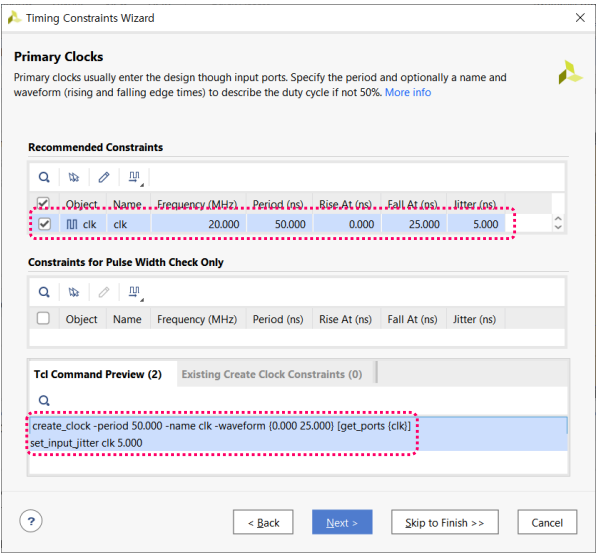 Timing Constraints Wizard
Primary Clocks
Primary clocks usually enter the design though input ports. Specify the period and optionally a name and
waveform (rising and falling edge times) to describe the duty cycle if not 50%. More info
Recommended Constraints
Object Name Frequency (MHz) Period (ns) Rise At (ns) Fall At (ns) Jitter (ns)
clk clk 20.000 50.000 0.000 25.000 5.000
Constraints for Pulse Width Check Only
Object Name Frequency (MHz) Period (ns) Rise At (ns) Fall At (ns) Jitter (ns)
Tcl Command Preview (2) Existing Create Clock Constraints (0)
create_clock -period 50.000 -name clk -waveform {0.000 25.000} [get_ports {clk}]
set_input_jitter clk 5.000
? < Back Next > Skip to Finish >> Cancel